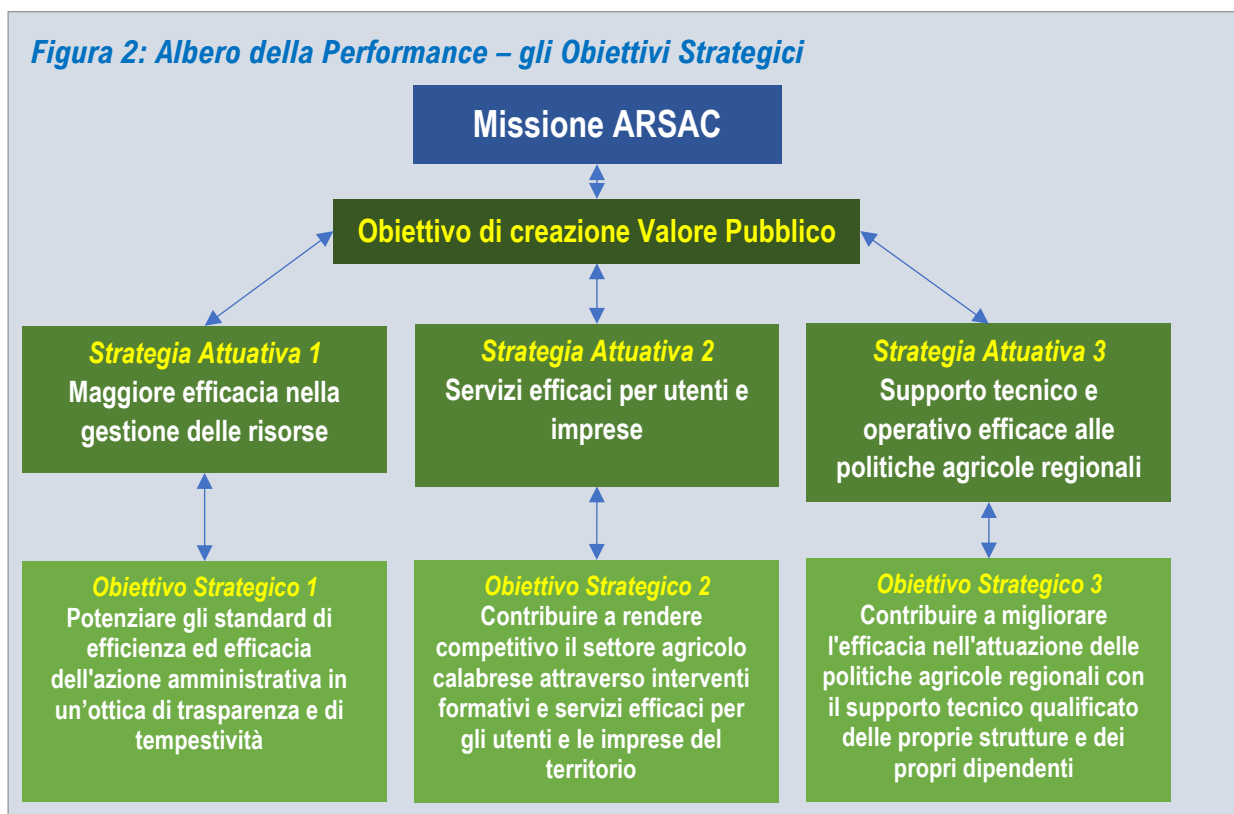 Figura 2: Albero della Performance – gli Obiettivi Strategici
Missione ARSAC
Obiettivo di creazione Valore Pubblico
Strategia Attuativa 1
Maggiore efficacia nella
gestione delle risorse
Strategia Attuativa 2
Servizi efficaci per utenti e
imprese
Strategia Attuativa 3
Supporto tecnico e
operativo efficace alle
politiche agricole regionali
Obiettivo Strategico 1
Potenziare gli standard di
efficienza ed efficacia
dell'azione amministrativa in
un’ottica di trasparenza e di
tempestività
Obiettivo Strategico 2
Contribuire a rendere
competitivo il settore agricolo
calabrese attraverso interventi
formativi e servizi efficaci per
gli utenti e le imprese del
territorio
Obiettivo Strategico 3
Contribuire a migliorare
l'efficacia nell'attuazione delle
politiche agricole regionali con
il supporto tecnico qualificato
delle proprie strutture e dei
propri dipendenti